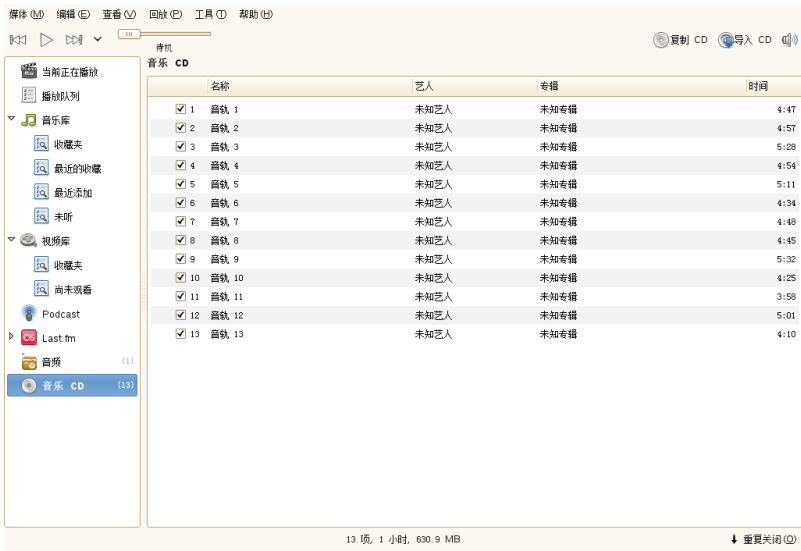 媒体(M) 编辑(E) 查看(V) 回放(P) 工具(T) 帮助(H)
待机
复制 CD 导入 CD
当前正在播放
播放队列
音乐库
收藏夹
最近的收藏
最近添加
未听
视频库
收藏夹
尚未观看
Podcast
Last.fm
音频 (1)
音乐 CD (13)
音乐 CD
名称 艺人 专辑 时间
1 音轨 1 未知艺人 未知专辑 4:47
2 音轨 2 未知艺人 未知专辑 4:57
3 音轨 3 未知艺人 未知专辑 5:28
4 音轨 4 未知艺人 未知专辑 4:54
5 音轨 5 未知艺人 未知专辑 5:11
6 音轨 6 未知艺人 未知专辑 4:34
7 音轨 7 未知艺人 未知专辑 4:48
8 音轨 8 未知艺人 未知专辑 4:45
9 音轨 9 未知艺人 未知专辑 5:32
10 音轨 10 未知艺人 未知专辑 4:25
11 音轨 11 未知艺人 未知专辑 3:58
12 音轨 12 未知艺人 未知专辑 5:01
13 音轨 13 未知艺人 未知专辑 4:10
13 项, 1 小时, 630.9 MB
重复关闭(O)